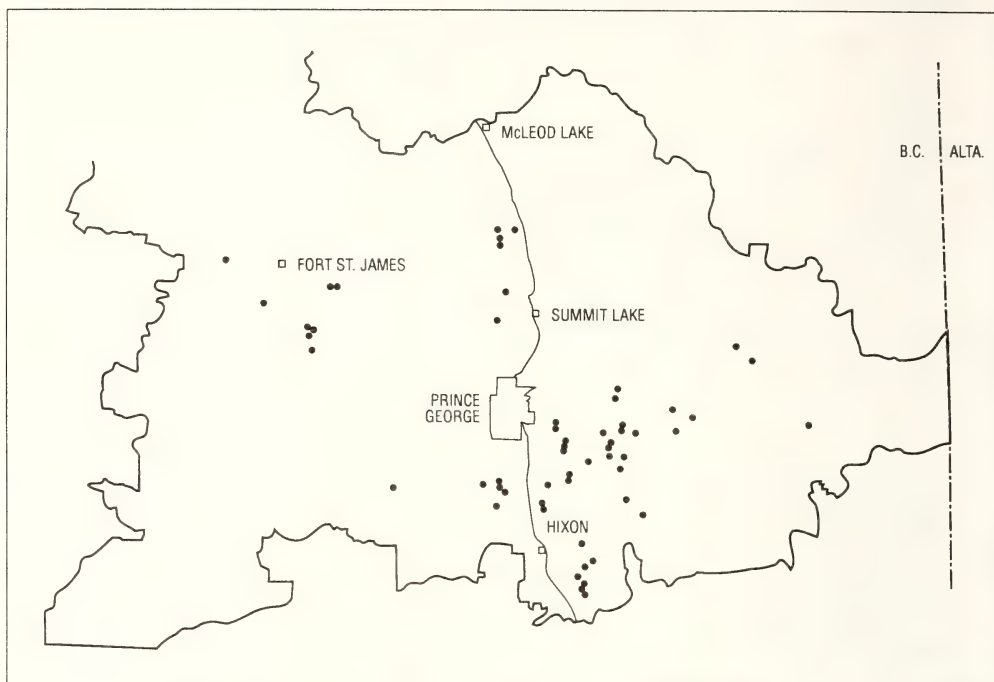 McLEOD LAKE
B.C. ALTA.
FORT ST. JAMES
SUMMIT LAKE
PRINCE
GEORGE
HIXON